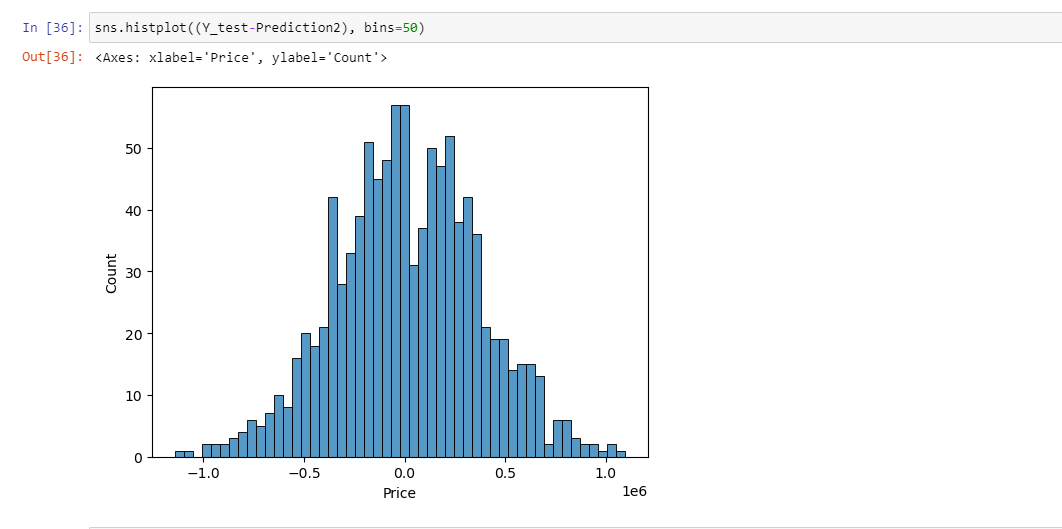 In [36]: sns.histplot((Y_test-Prediction2), bins=50)
Out[36]: <Axes: xlabel='Price', ylabel='Count'>
50
40
30
20
10
0
Count
−1.0 −0.5 0.0 0.5 1.0
1e6
Price